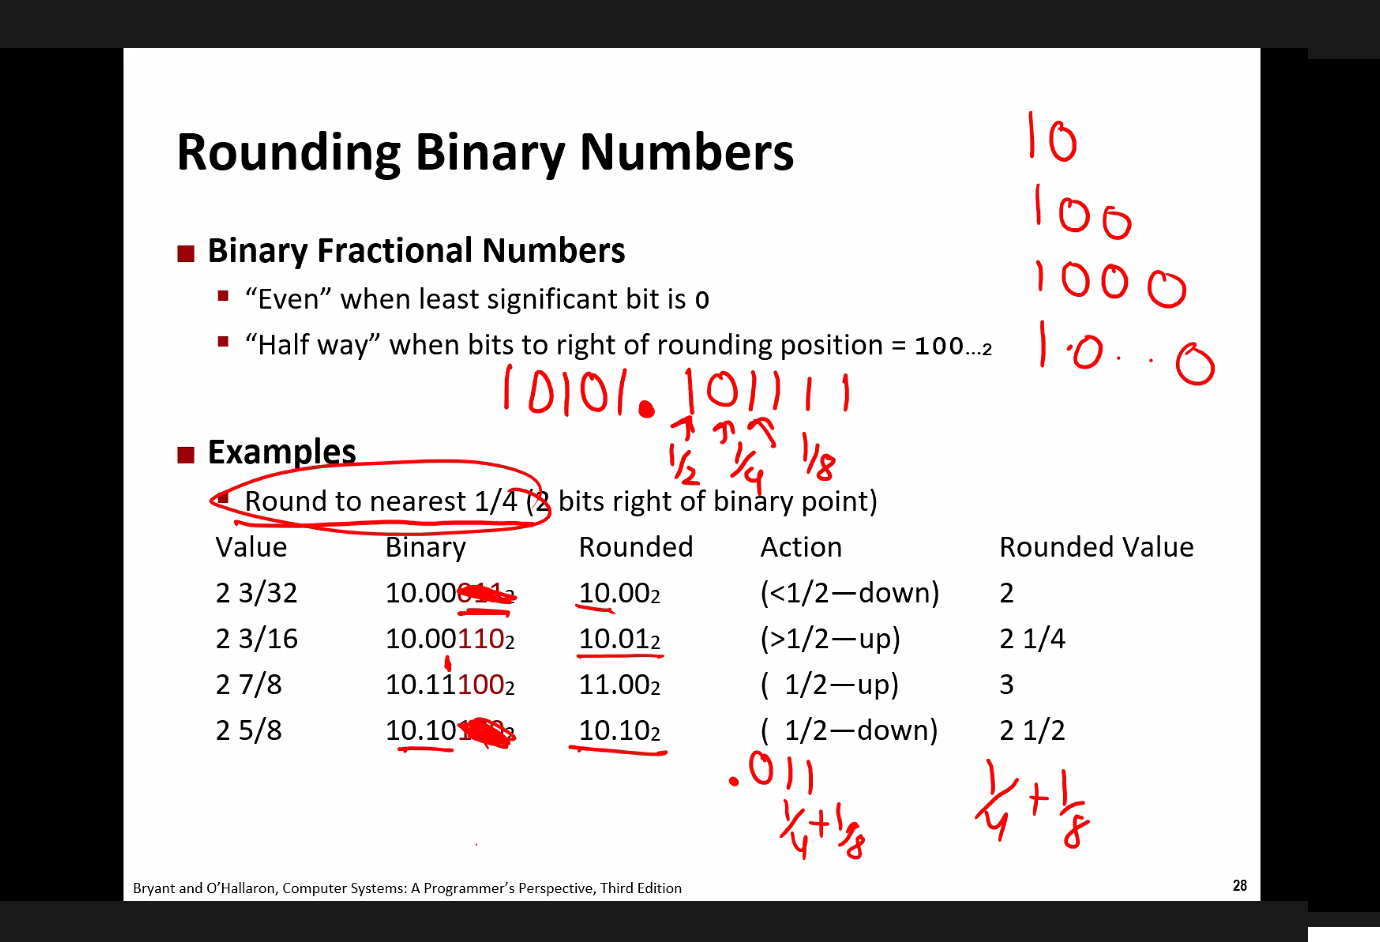 Rounding Binary Numbers
10
100
1000
1.0...0
Binary Fractional Numbers
"Even" when least significant bit is 0
"Half way" when bits to right of rounding position = 100...2
10101.101111
1/2 1/4 1/8
Examples
Round to nearest 1/4 (2 bits right of binary point)
Value Binary Rounded Action Rounded Value
2 3/32 10.00 112 10.002 (<1/2—down) 2
2 3/16 10.001102 10.012 (>1/2—up) 2 1/4
2 7/8 10.111002 11.002 ( 1/2—up) 3
2 5/8 10.101 2 10.102 ( 1/2—down) 2 1/2
.011
1/4+1/8 1/4+1/8
Bryant and O'Hallaron, Computer Systems: A Programmer's Perspective, Third Edition 28